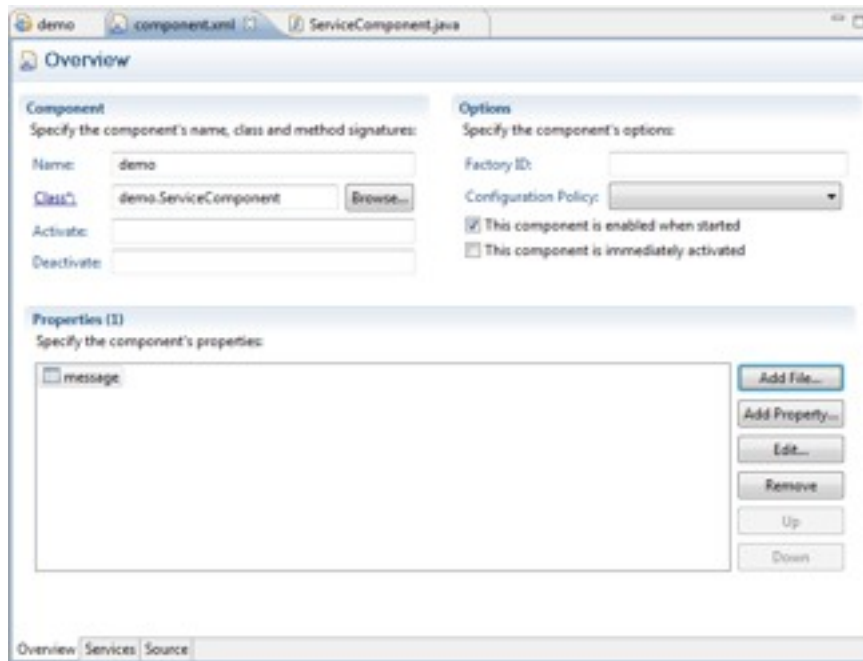 demo component.xml ServiceComponent.java
Overview
Component
Specify the component's name, class and method signatures:
Name: demo
Class*: demo.ServiceComponent Browse...
Activate:
Deactivate:
Options
Specify the component's options:
Factory ID:
Configuration Policy:
This component is enabled when started
This component is immediately activated
Properties (1)
Specify the component's properties:
message
Add File...
Add Property...
Edit...
Remove
Up
Down
Overview Services Source